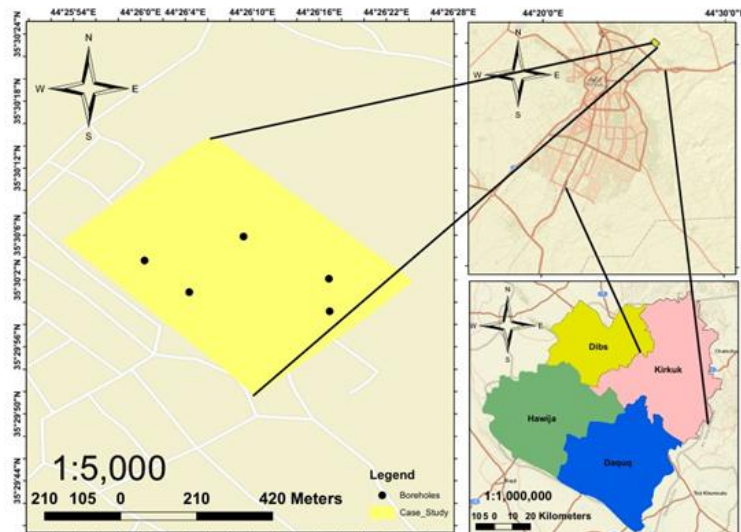 44°25'54"E 44°26'0"E 44°26'4"E 44°26'10"E 44°26'16"E 44°26'22"E 44°26'28"
35°30'24"N
35°30'18"N
35°30'12"N
35°30'9"N
35°30'2"N
35°29'56"N
35°29'50"N
35°29'44"N
N
W E
S
1:5,000
210 105 0 210 420 Meters
Legend
Boreholes
Case_Study
44°20'0"E 44°30'0"
N
W E
S
N
W E
S
Dibs
Kirkuk
Hawija
Daquq
1:1,000,000
10 5 0 10 20 Kilometers